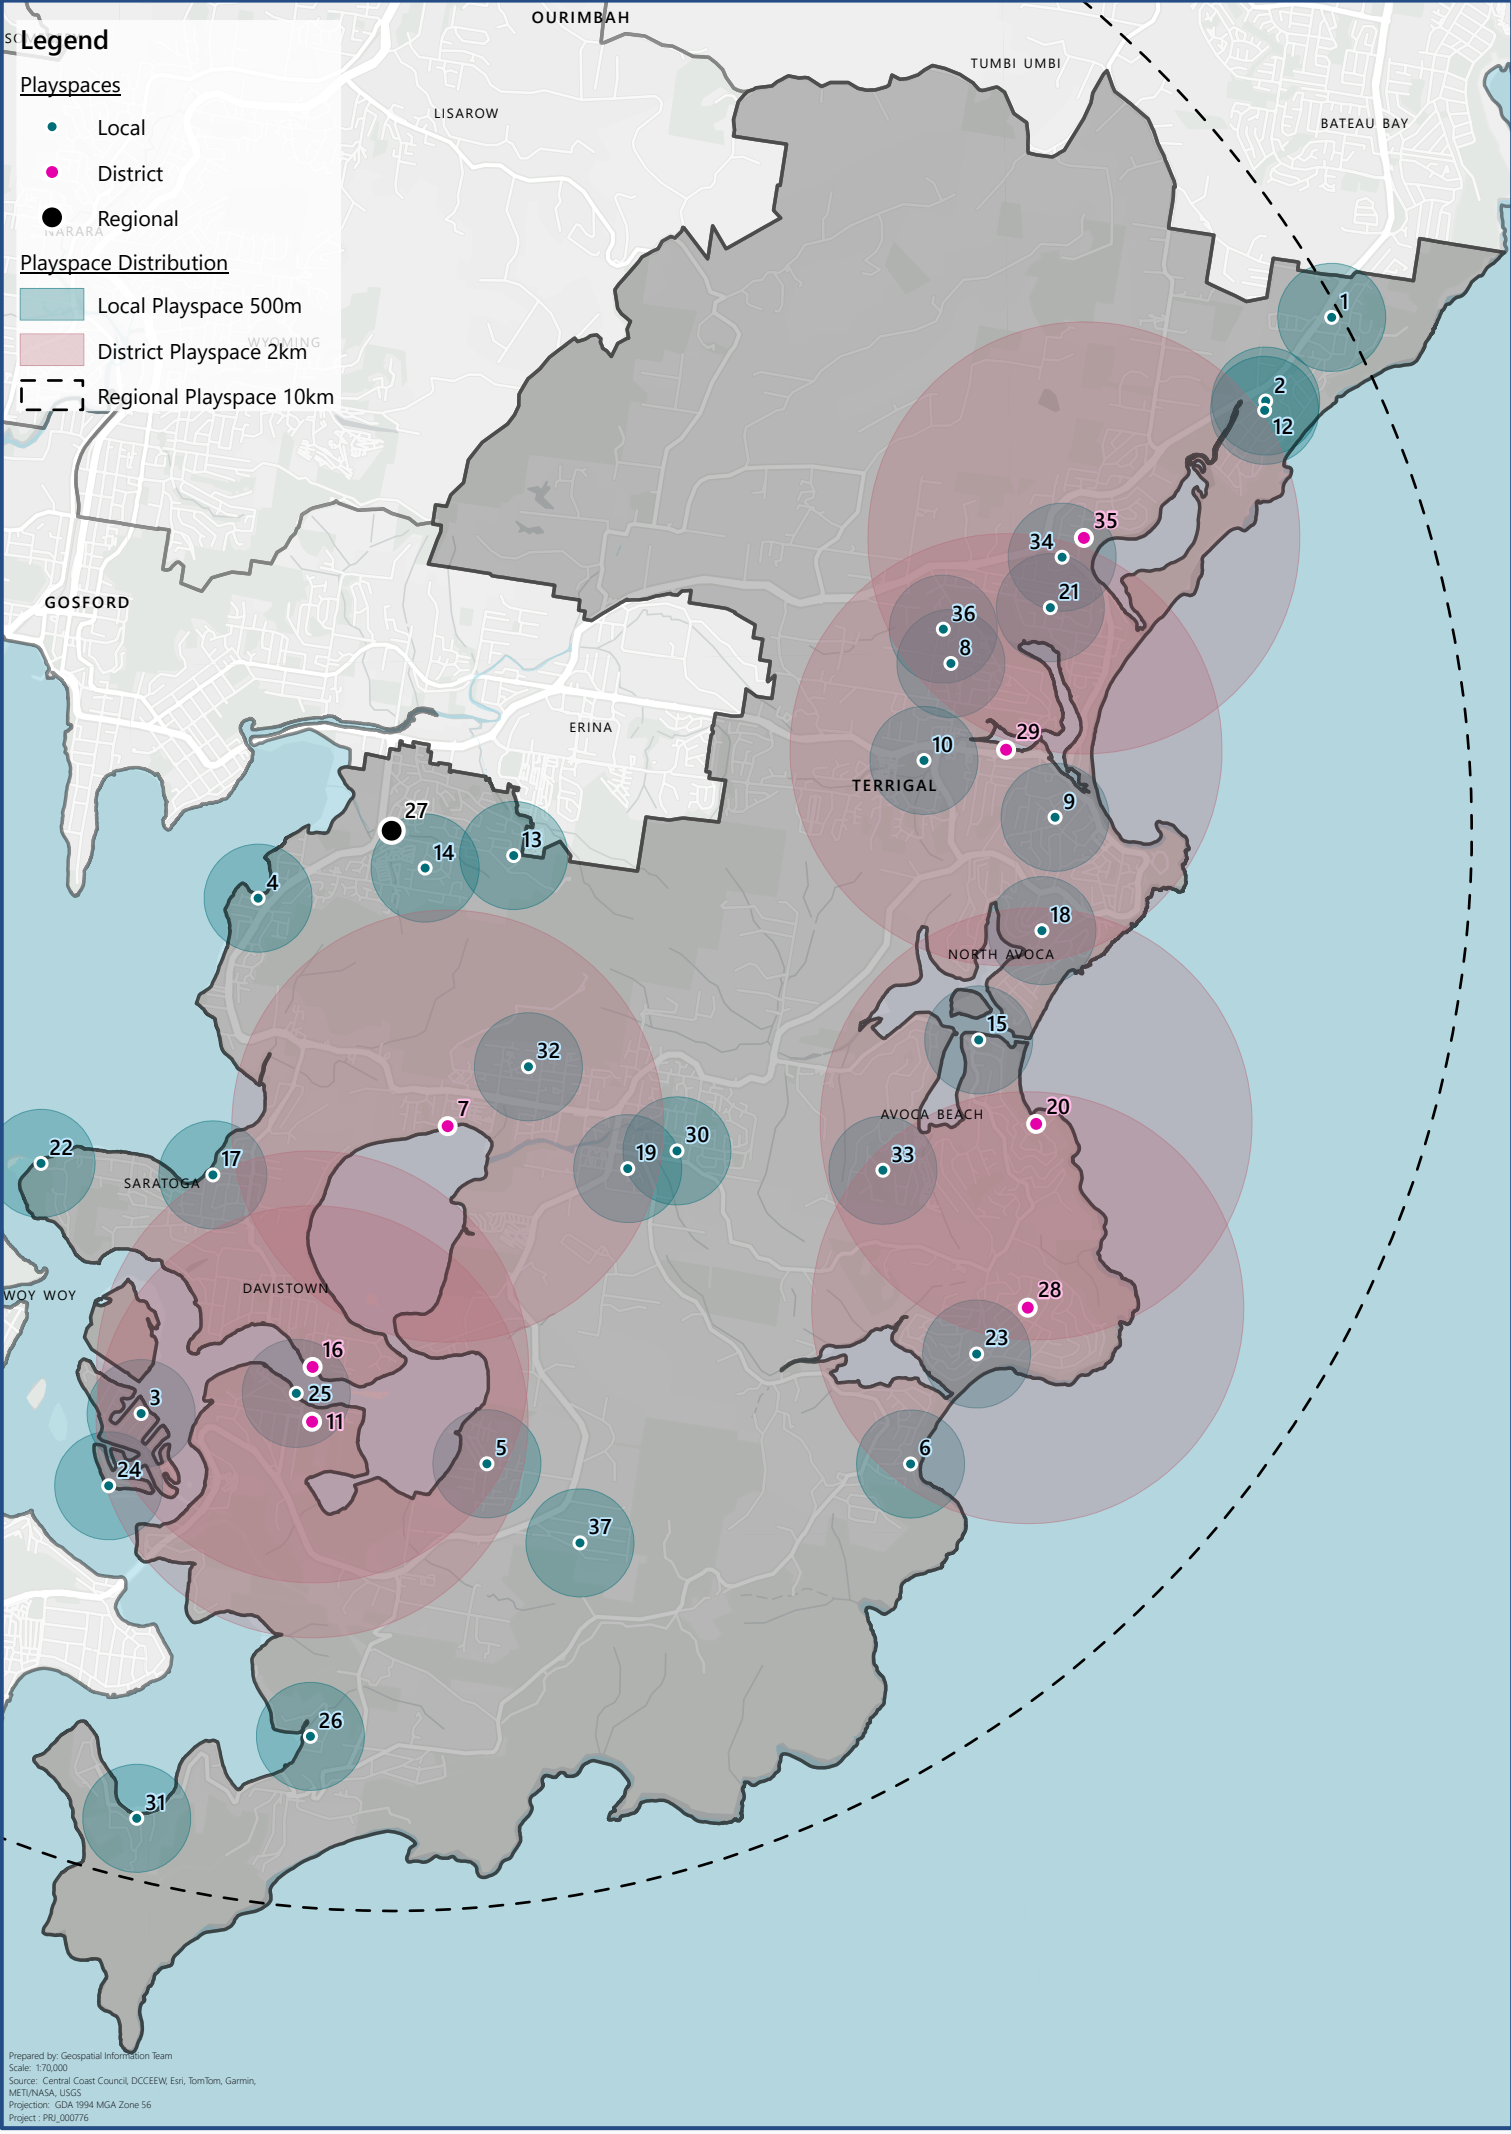 OURIMBAH
Legend
TUMBI UMBI
Playspaces
LISAROW
BATEAU BAY
Local
District
Regional
NARARA
Playspace Distribution
Local Playspace 500m
WYOMING
District Playspace 2km
Regional Playspace 10km
1
2
12
35
34
21
GOSFORD
36
8
ERINA
29
10
TERRIGAL
9
27
14
13
4
18
NORTH AVOCA
15
32
7
20
AVOCA BEACH
22
17
SARATOGA
30
19
33
DAVISTOWN
WOY WOY
28
23
16
25
3
11
5
6
24
37
26
31
Prepared by: Geospatial Information Team
Scale: 1:70,000
Source: Central Coast Council, DCCEEW, Esri, TomTom, Garmin,
METI/NASA, USGS
Projection: GDA 1994 MGA Zone 56
Project : PRJ_000776